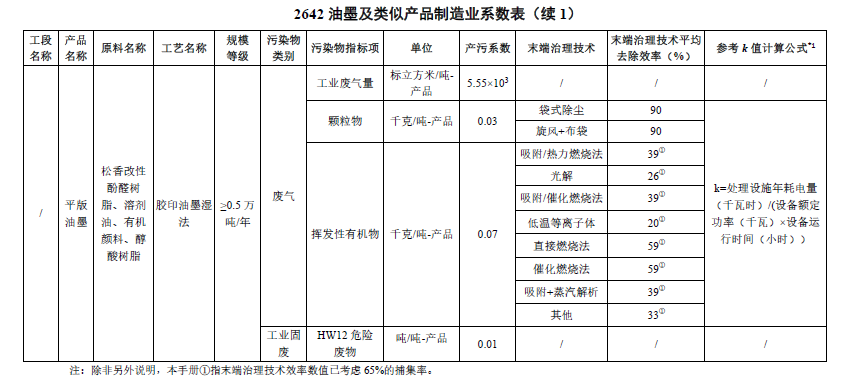 2642 油墨及类似产品制造业系数表（续 1）
工段名称 产品名称 原料名称 工艺名称 规模等级 污染物类别 污染物指标项 单位 产污系数 末端治理技术 末端治理技术平均去除效率（%） 参考 k 值计算公式*1
/ 平版油墨 松香改性酚醛树脂、溶剂油、有机颜料、醇酸树脂 胶印油墨湿法 ≥0.5 万吨/年 废气 工业废气量 标立方米/吨-产品 5.55×10³ / / /
颗粒物 千克/吨-产品 0.03 袋式除尘 90 k=处理设施年耗电量（千瓦时）/(设备额定功率（千瓦）×设备运行时间（小时））
旋风+布袋 90
挥发性有机物 千克/吨-产品 0.07 吸附/热力燃烧法 39①
光解 26①
吸附/催化燃烧法 39①
低温等离子体 20①
直接燃烧法 59①
催化燃烧法 59①
吸附+蒸汽解析 39①
其他 33①
工业固废 HW12 危险废物 吨/吨-产品 0.01 / / /
注：除非另外说明，本手册①指末端治理技术效率数值已考虑 65%的捕集率。